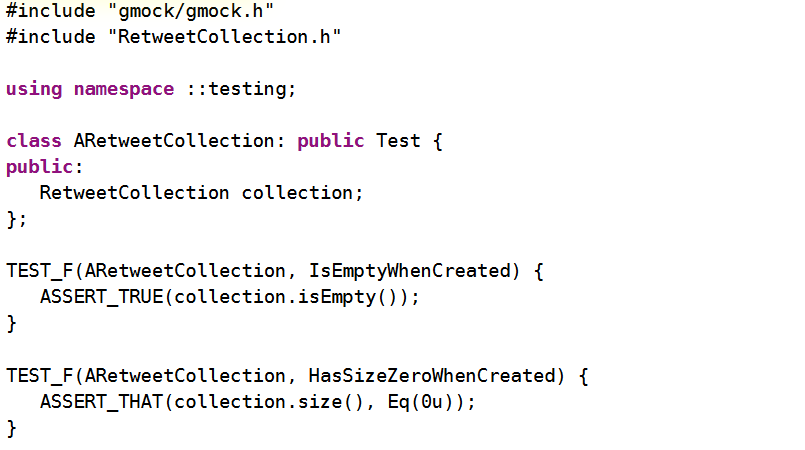 #include "gmock/gmock.h"
#include "RetweetCollection.h"
using namespace ::testing;
class ARetweetCollection: public Test {
public:
RetweetCollection collection;
};
TEST_F(ARetweetCollection, IsEmptyWhenCreated) {
ASSERT_TRUE(collection.isEmpty());
}
TEST_F(ARetweetCollection, HasSizeZeroWhenCreated) {
ASSERT_THAT(collection.size(), Eq(0u));
}